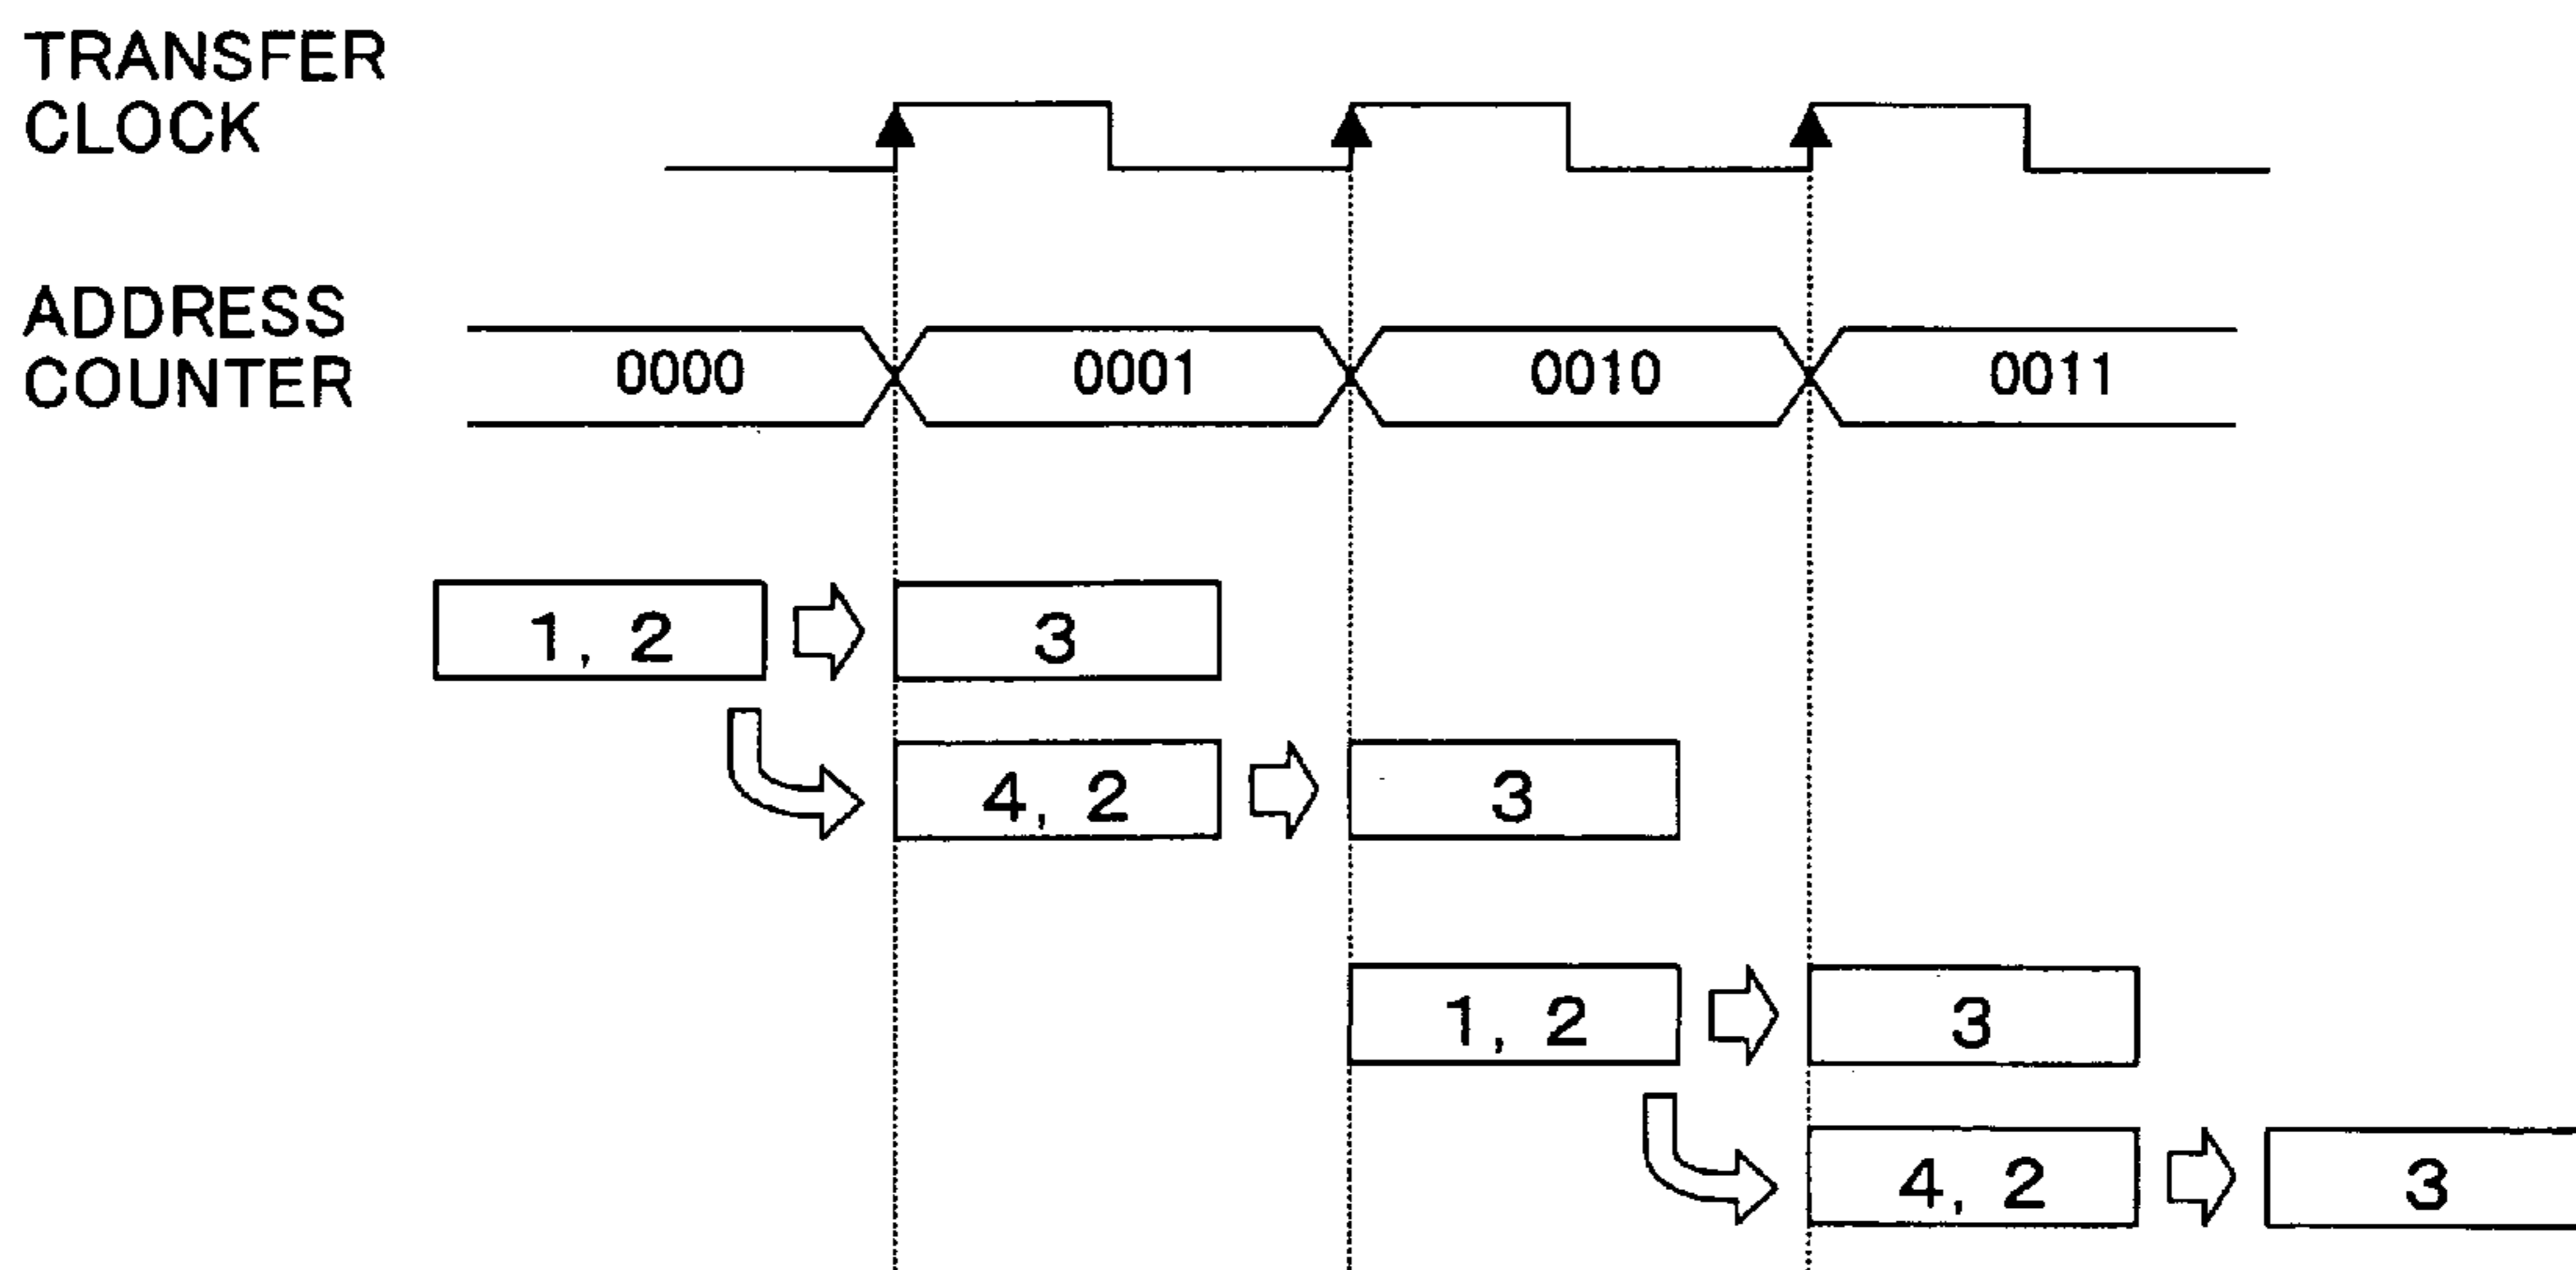 TRANSFER
CLOCK
ADDRESS
COUNTER
0000 0001 0010 0011
1, 2 3
4, 2 3
1, 2 3
4, 2 3